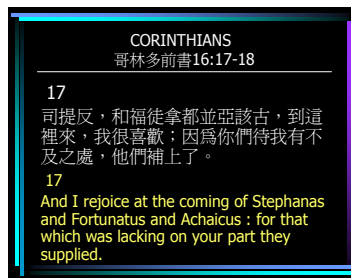 CORINTHIANS
哥林多前書16:17-18
17
司提反，和福徒拿都並亞該古，到這
裡來，我很喜歡；因爲你們待我有不
及之處，他們補上了。
17
And I rejoice at the coming of Stephanas
and Fortunatus and Achaicus : for that
which was lacking on your part they
supplied.